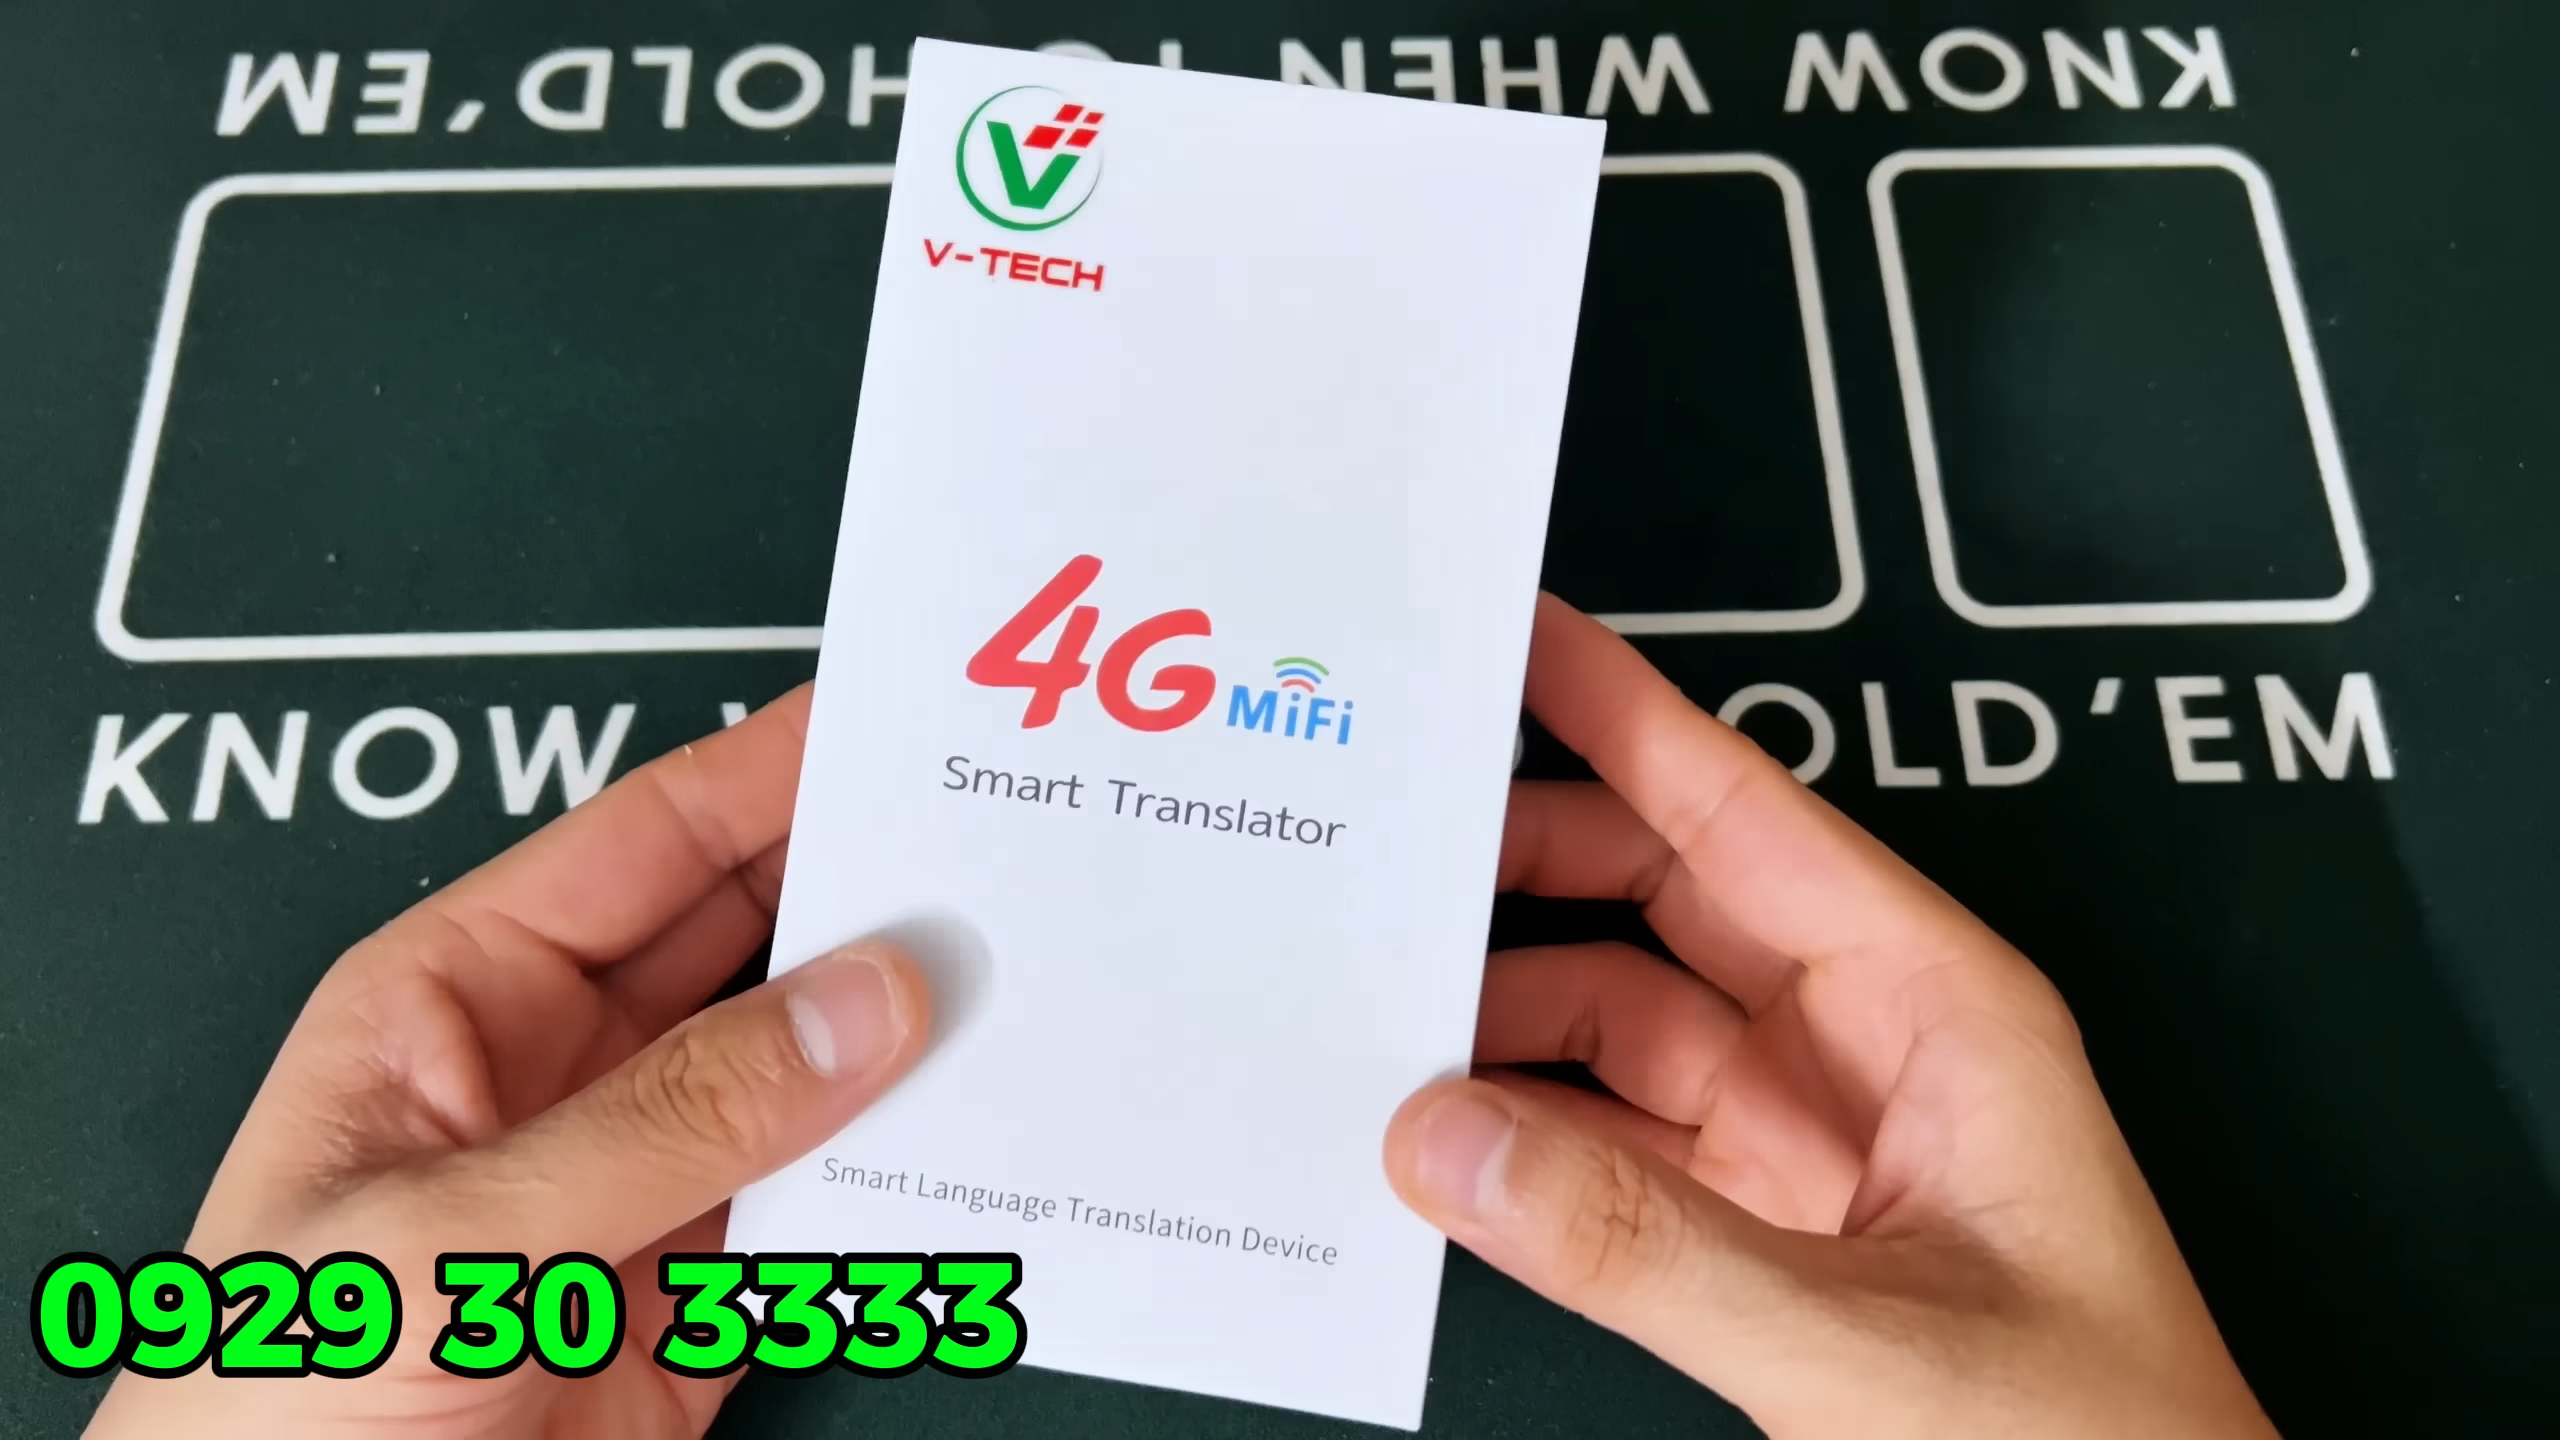 KNOW WHEN TO HOLD'EM
V-TECH
4G MiFi
Smart Translator
KNOW
OLD'EM
Smart Language Translation Device
0929 30 3333